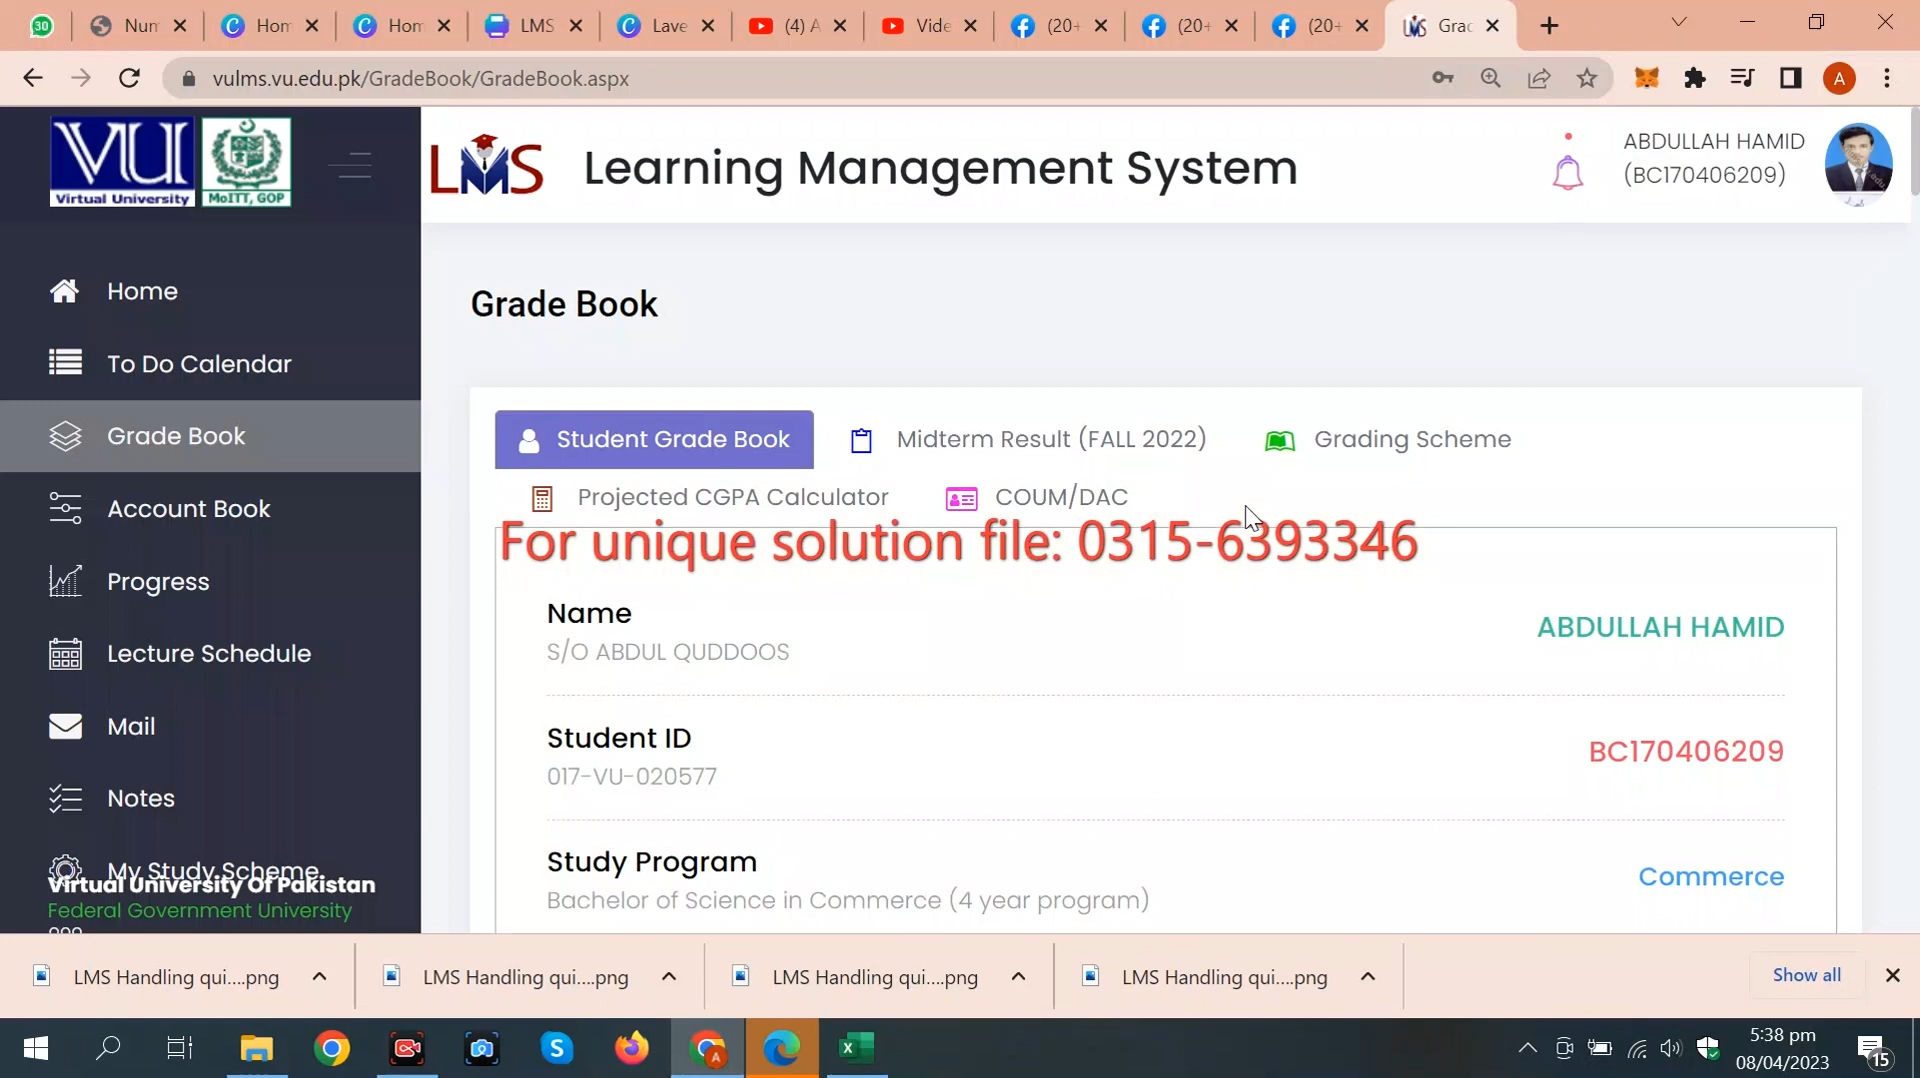 30
Num
Hom
Hom
LMS
Lave
(4) A
Vide
(20+
(20+
(20+
Grad
vulms.vu.edu.pk/GradeBook/GradeBook.aspx
A
VU
Virtual University
MoITT, GOP
LMS
Learning Management System
ABDULLAH HAMID
(BC170406209)
Home
To Do Calendar
Grade Book
Account Book
Progress
Lecture Schedule
Mail
Notes
My Study Scheme
Virtual University Of Pakistan
Federal Government University
Grade Book
Student Grade Book
Midterm Result (FALL 2022)
Grading Scheme
Projected CGPA Calculator
COUM/DAC
For unique solution file: 0315-6393346
Name
S/O ABDUL QUDDOOS
ABDULLAH HAMID
Student ID
017-VU-020577
BC170406209
Study Program
Bachelor of Science in Commerce (4 year program)
Commerce
LMS Handling qui....png
LMS Handling qui....png
LMS Handling qui....png
LMS Handling qui....png
Show all
5:38 pm
08/04/2023
15